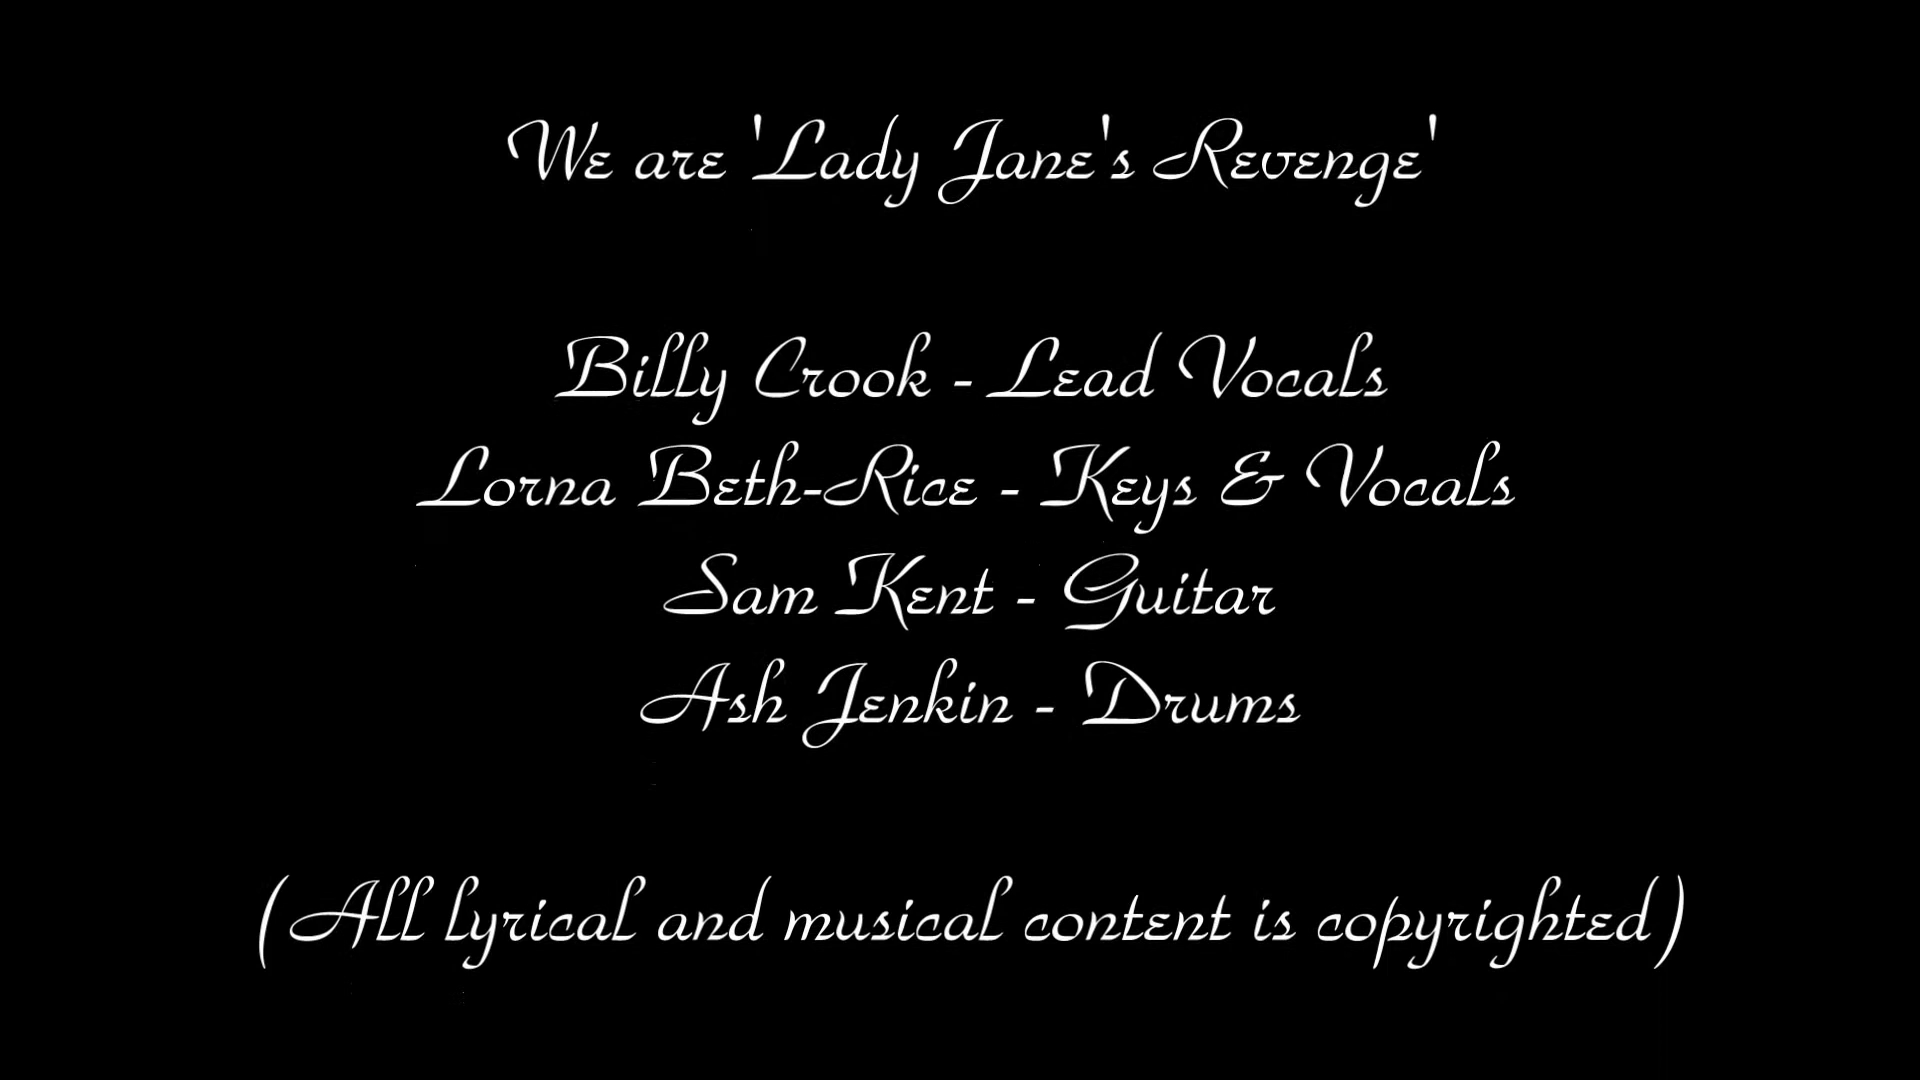 We are 'Lady Jane's Revenge'
Billy Crook - Lead Vocals
Lorna Beth-Rice - Keys & Vocals
Sam Kent - Guitar
Ash Jenkin - Drums
(All lyrical and musical content is copyrighted)